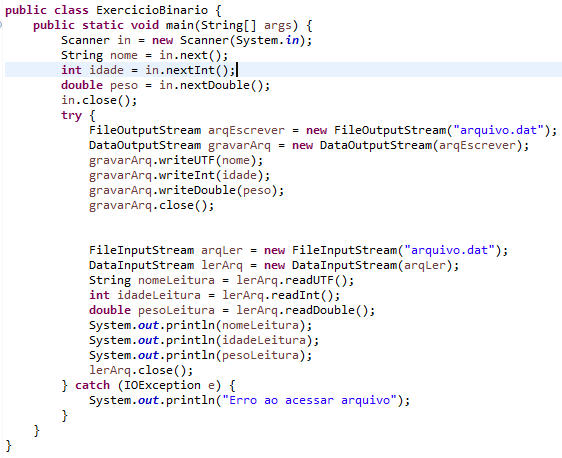 public class ExercicioBinario {
public static void main(String[] args) {
Scanner in = new Scanner(System.in);
String nome = in.next();
int idade = in.nextInt();
double peso = in.nextDouble();
in.close();
try {
FileOutputStream arqEscrever = new FileOutputStream("arquivo.dat");
DataOutputStream gravarArq = new DataOutputStream(arqEscrever);
gravarArq.writeUTF(nome);
gravarArq.writeInt(idade);
gravarArq.writeDouble(peso);
gravarArq.close();
FileInputStream arqLer = new FileInputStream("arquivo.dat");
DataInputStream lerArq = new DataInputStream(arqLer);
String nomeLeitura = lerArq.readUTF();
int idadeLeitura = lerArq.readInt();
double pesoLeitura = lerArq.readDouble();
System.out.println(nomeLeitura);
System.out.println(idadeLeitura);
System.out.println(pesoLeitura);
lerArq.close();
} catch (IOException e) {
System.out.println("Erro ao acessar arquivo");
}
}
}